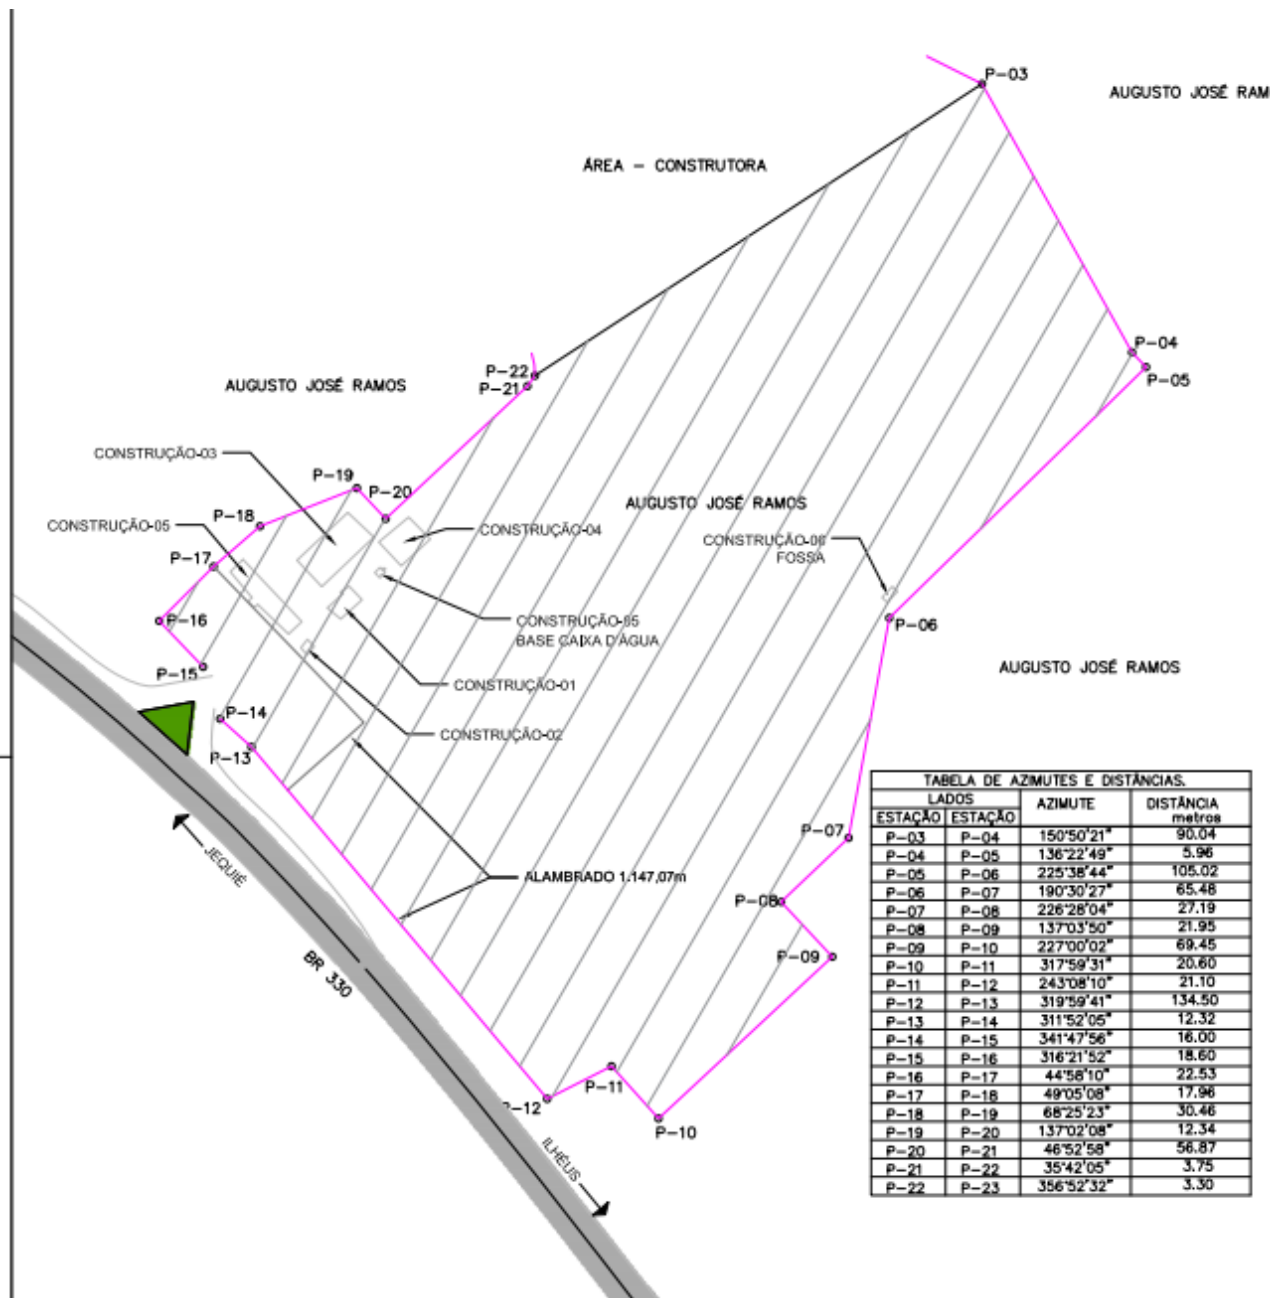 P-03
AUGUSTO JOSÉ RAM
ÁREA - CONSTRUTORA
P-04
P-22
P-05
P-21
AUGUSTO JOSÉ RAMOS
CONSTRUÇÃO-03
P-19
P-20
AUGUSTO JOSÉ RAMOS
P-18
CONSTRUÇÃO-05
CONSTRUÇÃO-04
CONSTRUÇÃO-06
FOSSA
P-17
P-16
CONSTRUÇÃO-05
BASE CAIXA D'ÁGUA
P-06
P-15
AUGUSTO JOSÉ RAMOS
CONSTRUÇÃO-01
P-14
CONSTRUÇÃO-02
P-13
P-07
JEQUIÉ
ALAMBRADO 1.147,07m
P-08
P-09
BR 330
P-11
P-12
P-10
ILHÉUS
TABELA DE AZIMUTES E DISTÂNCIAS.
LADOS AZIMUTE DISTÂNCIA
ESTAÇÃO ESTAÇÃO metros
P-03 P-04 150°50'21" 90.04
P-04 P-05 136°22'49" 5.96
P-05 P-06 225°38'44" 105.02
P-06 P-07 190°30'27" 65.48
P-07 P-08 226°28'04" 27.19
P-08 P-09 137°03'50" 21.95
P-09 P-10 227°00'02" 69.45
P-10 P-11 317°59'31" 20.60
P-11 P-12 243°08'10" 21.10
P-12 P-13 319°59'41" 134.50
P-13 P-14 311°52'05" 12.32
P-14 P-15 341°47'56" 16.00
P-15 P-16 316°21'52" 18.60
P-16 P-17 44°58'10" 22.53
P-17 P-18 49°05'08" 17.96
P-18 P-19 68°25'23" 30.46
P-19 P-20 137°02'08" 12.34
P-20 P-21 46°52'58" 56.87
P-21 P-22 35°42'05" 3.75
P-22 P-23 356°52'32" 3.30